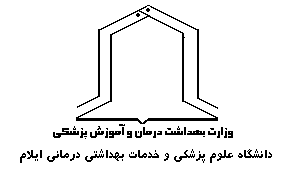 وزارت بهداشت درمان و آموزش پزشکی
دانشگاه علوم پزشکی و خدمات بهداشتی درمانی ایلام